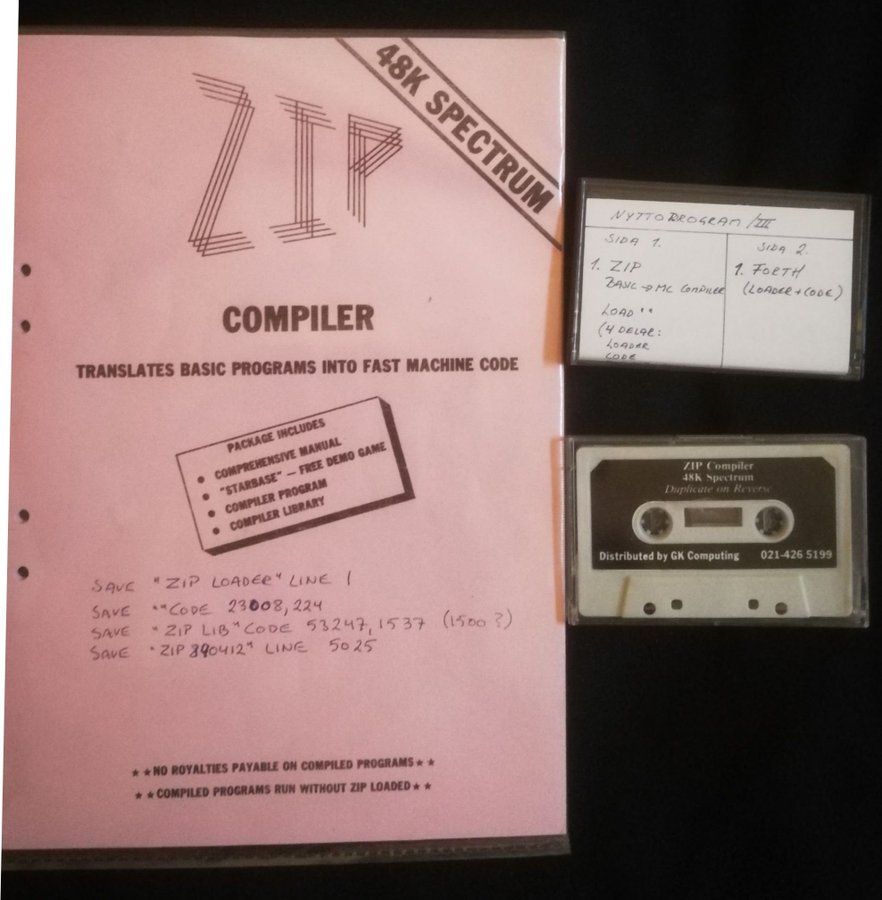 48K SPECTRUM
ZIP
COMPILER
TRANSLATES BASIC PROGRAMS INTO FAST MACHINE CODE
PACKAGE INCLUDES
● COMPREHENSIVE MANUAL
● "STARBASE" — FREE DEMO GAME
● COMPILER PROGRAM
● COMPILER LIBRARY
SAVE "ZIP LOADER" LINE 1
SAVE ""CODE 23008,224
SAVE "ZIP LIB" CODE 53247,1537 (1500?)
SAVE "ZIP 890412" LINE 5025
★★NO ROYALTIES PAYABLE ON COMPILED PROGRAMS★★
★★COMPILED PROGRAMS RUN WITHOUT ZIP LOADED★★
NYTTOPROGRAM /III
SIDA 1.
1. ZIP
BASIC→MC COMPILER
LOAD ""
(4 DELAR:
LOADER
CODE
SIDA 2.
1. FORTH
(LOADER+CODE)
ZIP Compiler
48K Spectrum
Duplicate on Reverse
Distributed by GK Computing 021-426 5199